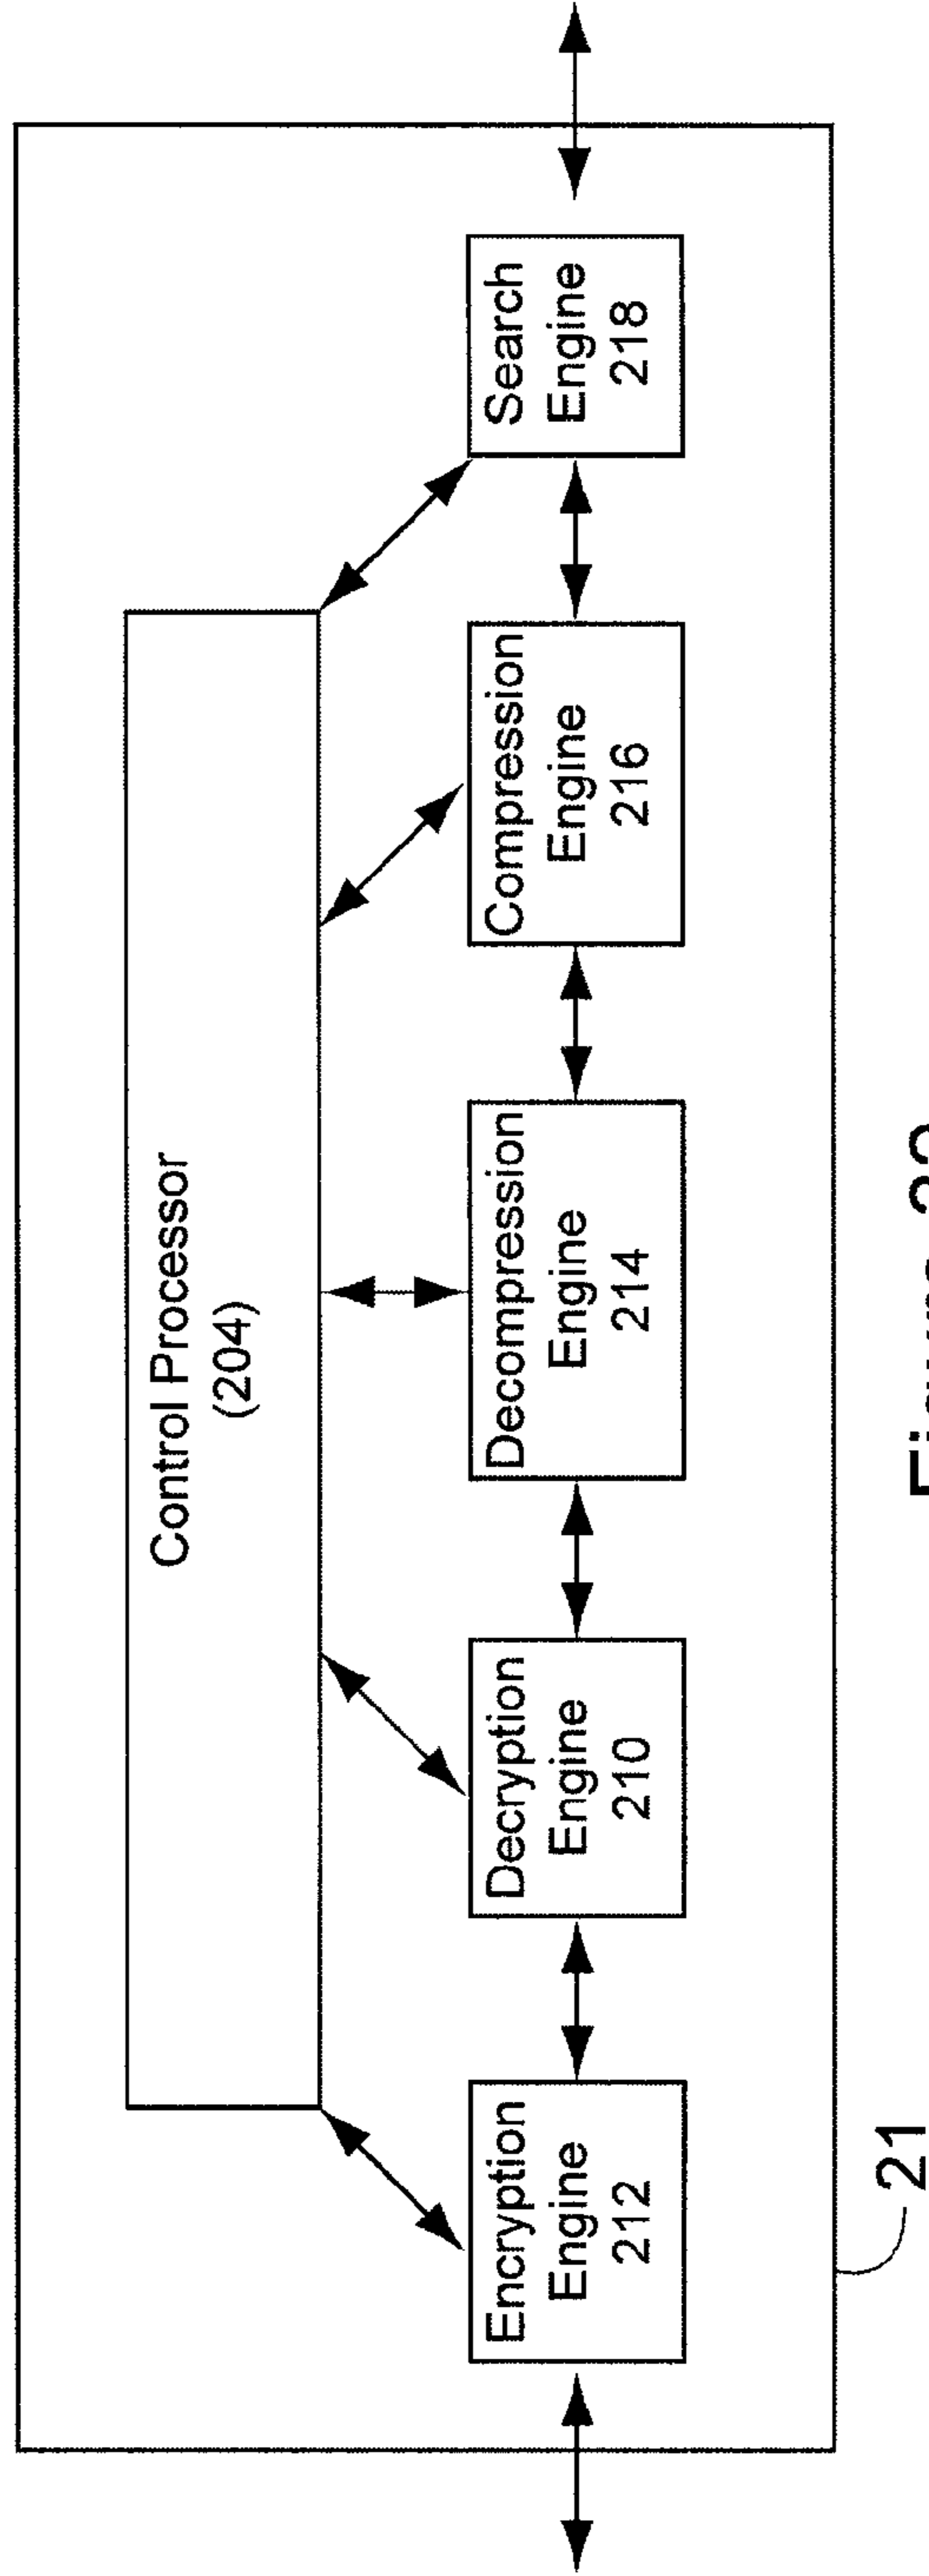 Control Processor
(204)
Encryption
Engine
212
Decryption
Engine
210
Decompression
Engine
214
Compression
Engine
216
Search
Engine
218
21